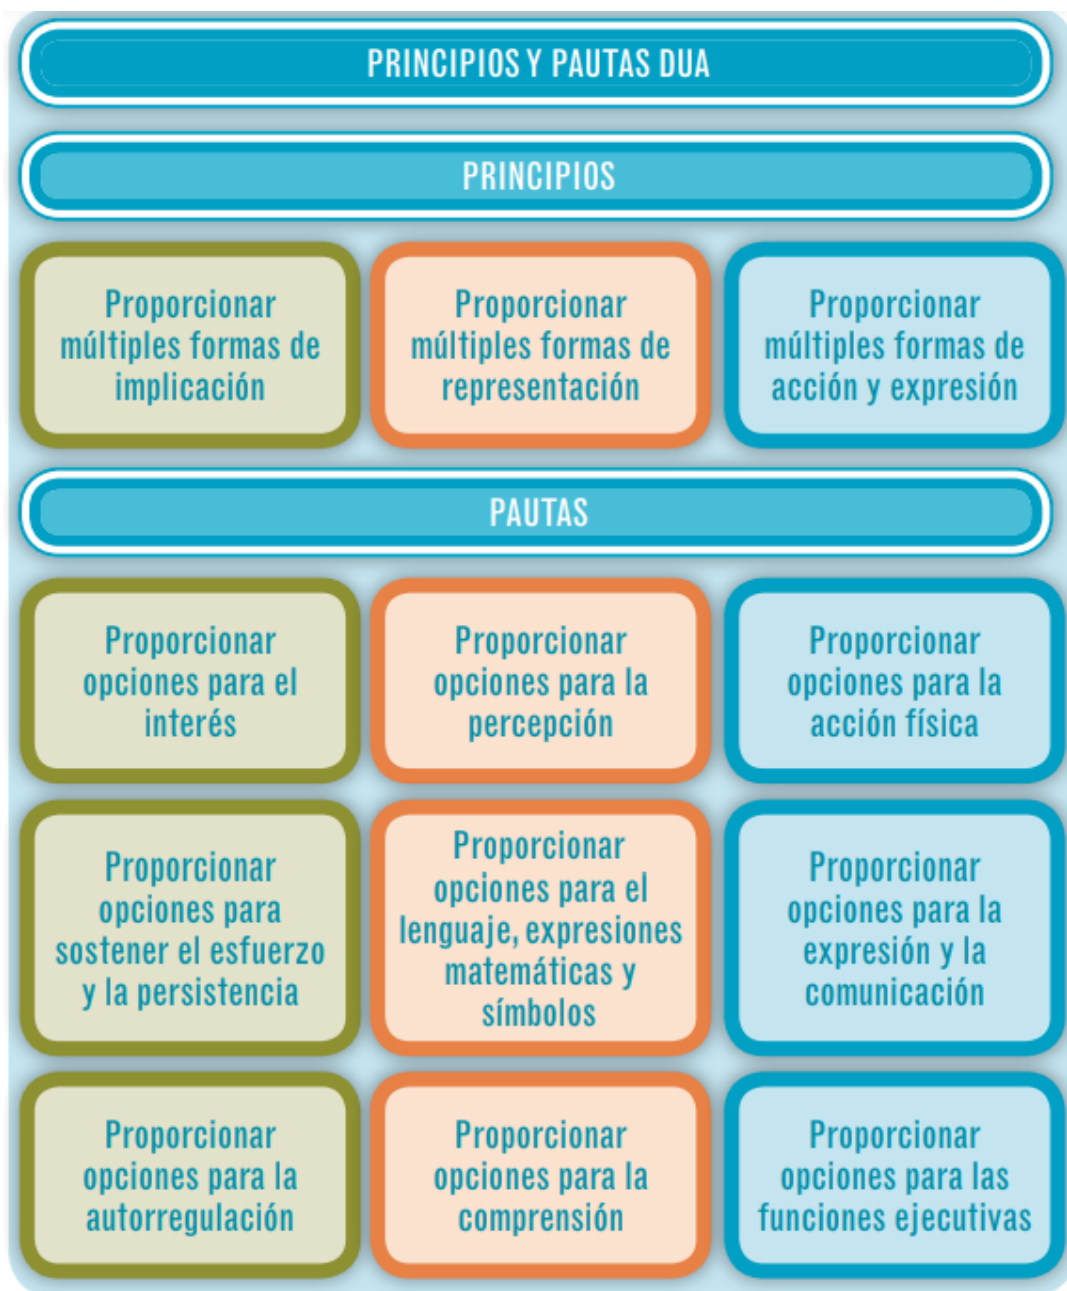 PRINCIPIOS Y PAUTAS DUA
PRINCIPIOS
Proporcionar
múltiples formas de
implicación
Proporcionar
múltiples formas de
representación
Proporcionar
múltiples formas de
acción y expresión
PAUTAS
Proporcionar
opciones para el
interés
Proporcionar
opciones para la
percepción
Proporcionar
opciones para la
acción física
Proporcionar
opciones para
sostener el esfuerzo
y la persistencia
Proporcionar
opciones para el
lenguaje, expresiones
matemáticas y
símbolos
Proporcionar
opciones para la
expresión y la
comunicación
Proporcionar
opciones para la
autorregulación
Proporcionar
opciones para la
comprensión
Proporcionar
opciones para las
funciones ejecutivas